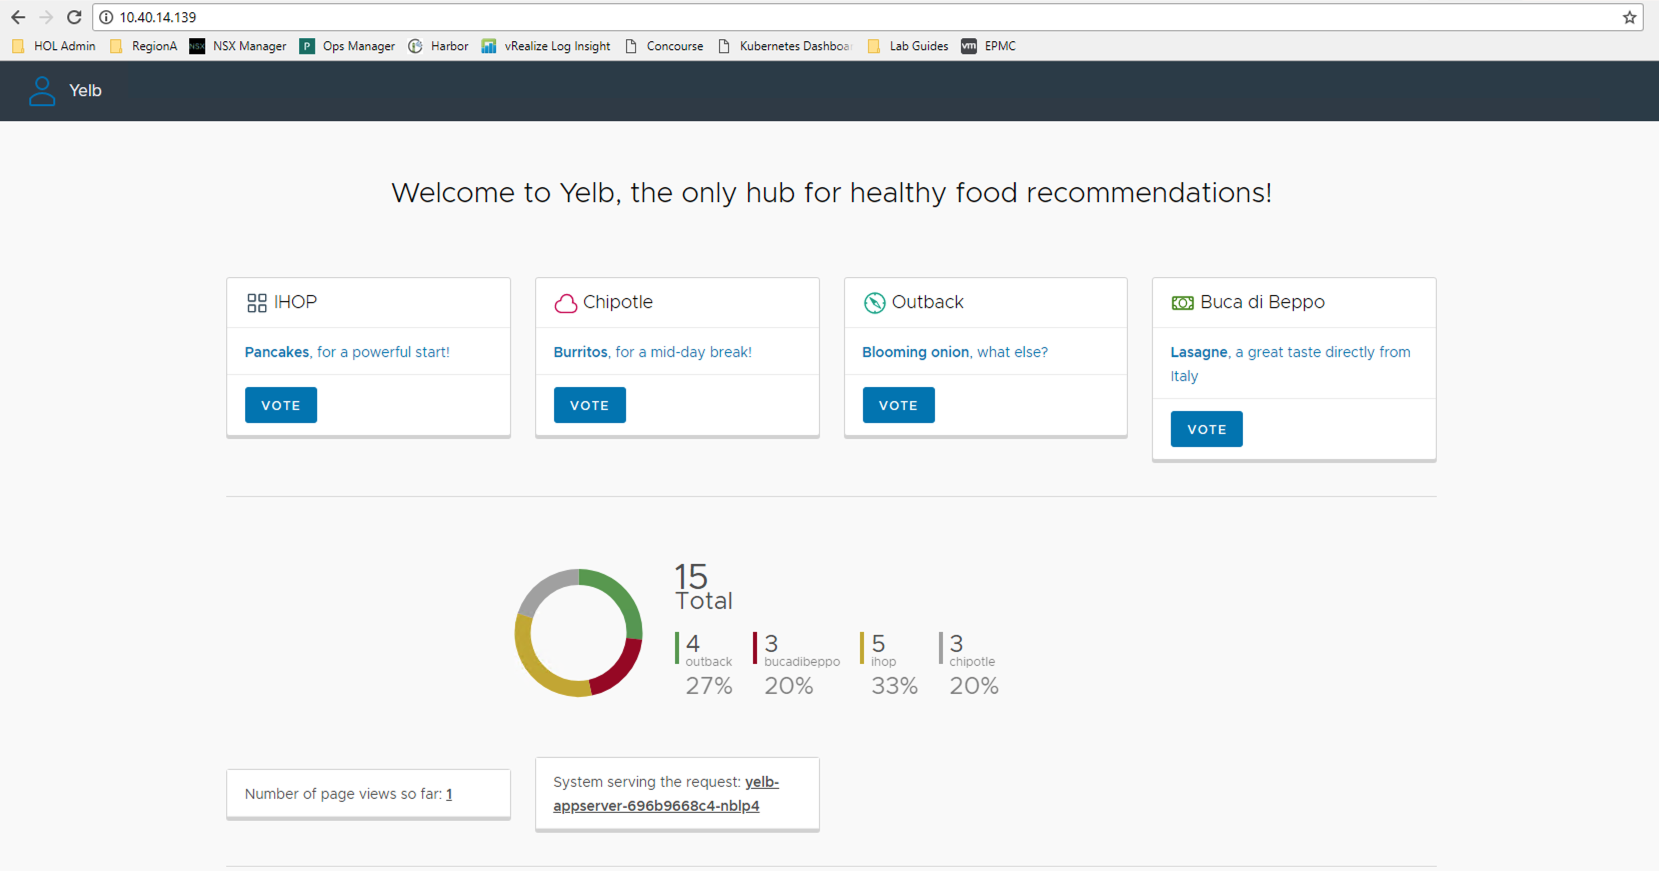 10.40.14.139
HOL Admin RegionA NSX NSX Manager P Ops Manager Harbor vRealize Log Insight Concourse Kubernetes Dashboa Lab Guides vm EPMC
Yelb
Welcome to Yelb, the only hub for healthy food recommendations!
IHOP
Pancakes, for a powerful start!
VOTE
Chipotle
Burritos, for a mid-day break!
VOTE
Outback
Blooming onion, what else?
VOTE
Buca di Beppo
Lasagne, a great taste directly from
Italy
VOTE
15
Total
4
outback
27%
3
bucadibeppo
20%
5
ihop
33%
3
chipotle
20%
Number of page views so far: 1
System serving the request: yelb-
appserver-696b9668c4-nblp4